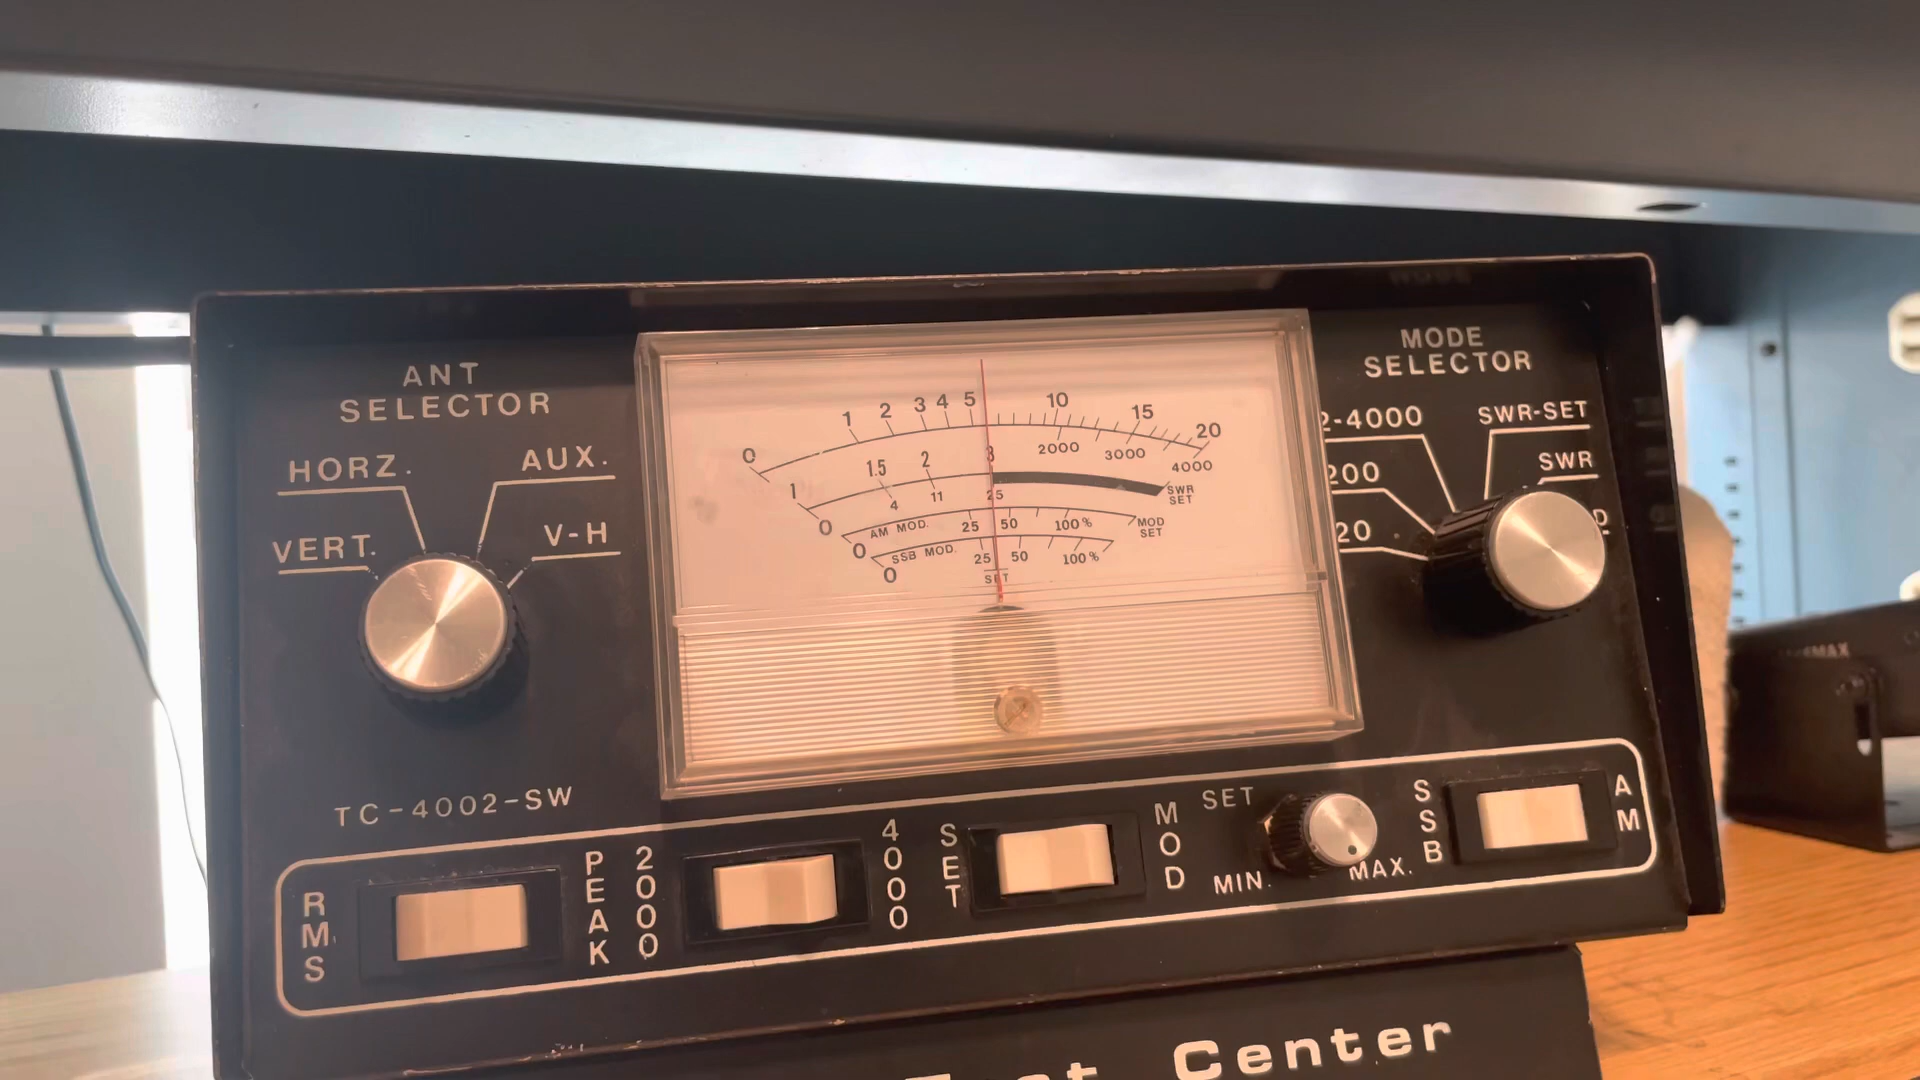 ANT
SELECTOR
HORZ.
AUX.
VERT.
V-H
TC-4002-SW
0 1 2 3 4 5 10 15 20
2000 3000 4000
1 1.5 2 3
SWR
SET
0 4 11 25
0 AM MOD. 25 50 100% MOD
SET
0 SSB MOD. 25 50 100%
SET
MODE
SELECTOR
2-4000
SWR-SET
200
SWR
20
D
RMS
PEAK
2000
4000
SET
MOD
SET
MIN.
MAX.
SSB
AM
Center